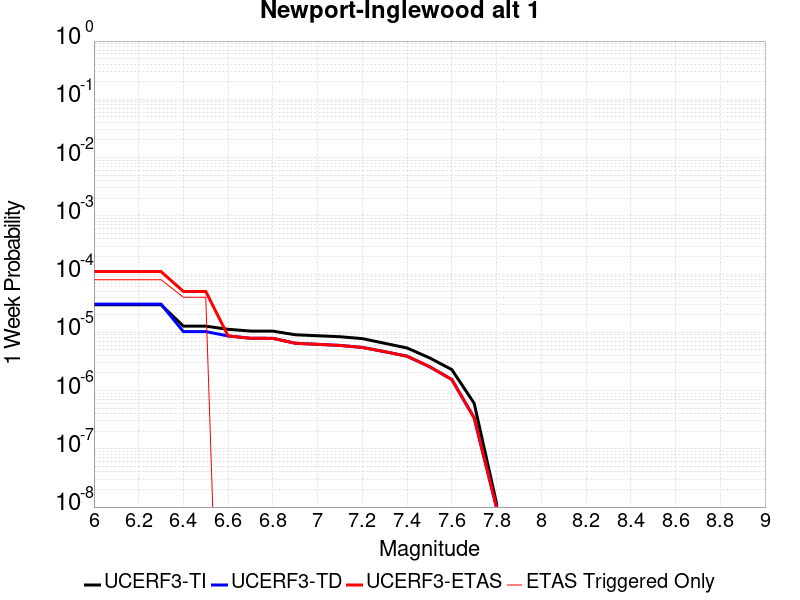 Newport-Inglewood alt 1
10^0
10^-1
10^-2
10^-3
10^-4
10^-5
10^-6
10^-7
10^-8
1 Week Probability
6 6.2 6.4 6.6 6.8 7 7.2 7.4 7.6 7.8 8 8.2 8.4 8.6 8.8 9
Magnitude
UCERF3-TI UCERF3-TD UCERF3-ETAS ETAS Triggered Only